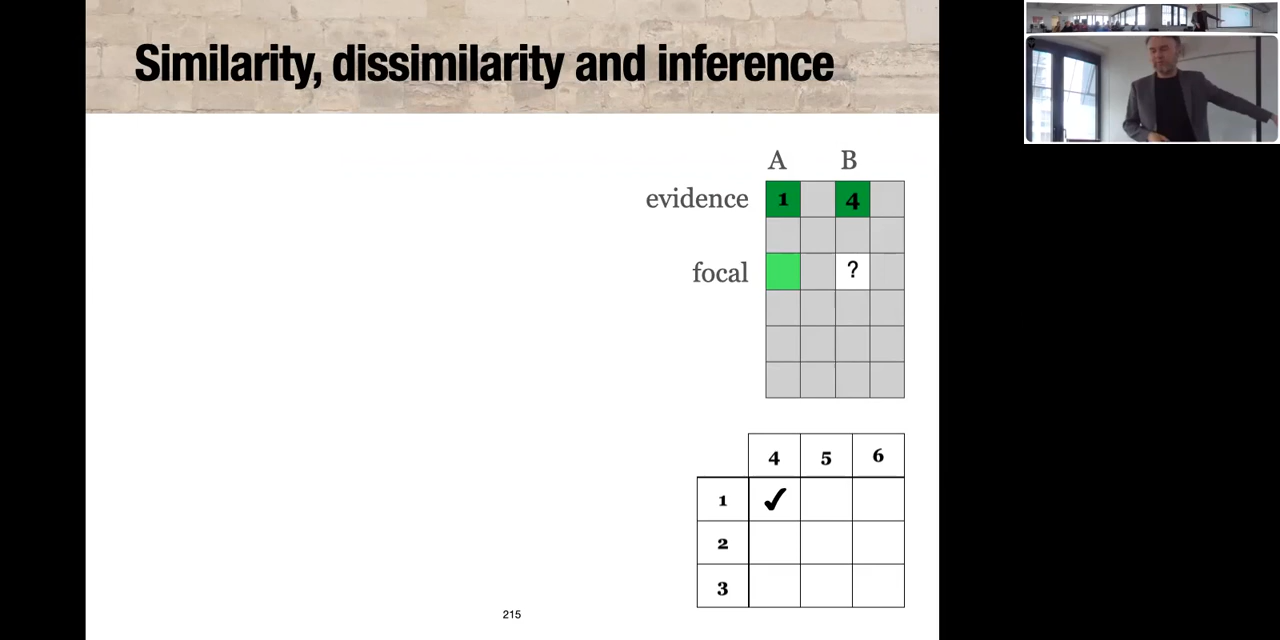 Similarity, dissimilarity and inference
A B
evidence 1 4
focal ?
4 5 6
1 ✓
2
3
215